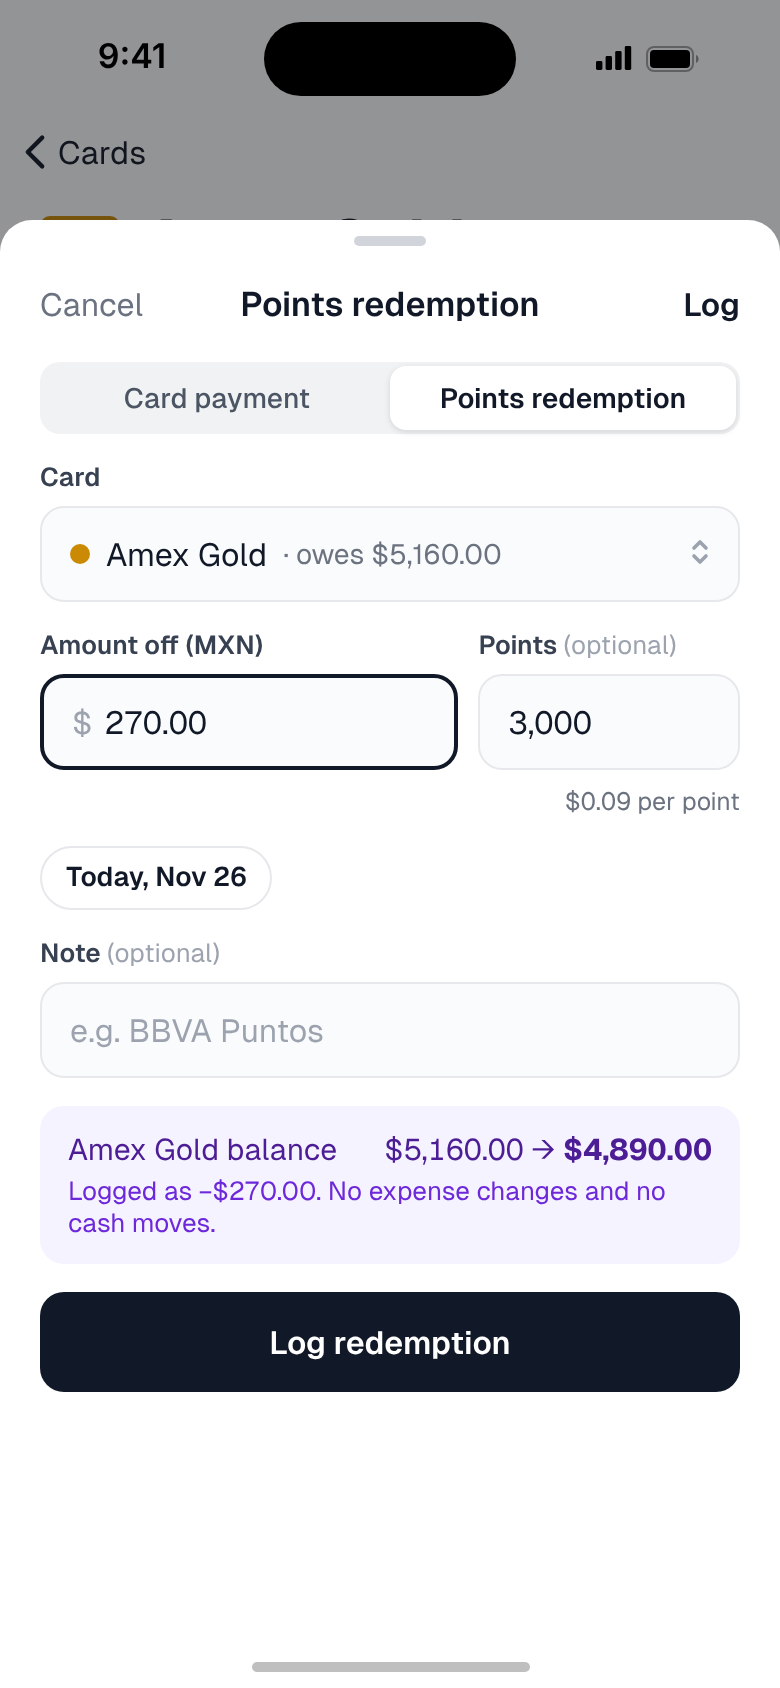 9:41
Cards
Cancel
Points redemption
Log
Card payment
Points redemption
Card
Amex Gold · owes $5,160.00
Amount off (MXN)
Points (optional)
$ 270.00
3,000
$0.09 per point
Today, Nov 26
Note (optional)
e.g. BBVA Puntos
Amex Gold balance $5,160.00 → $4,890.00
Logged as −$270.00. No expense changes and no
cash moves.
Log redemption